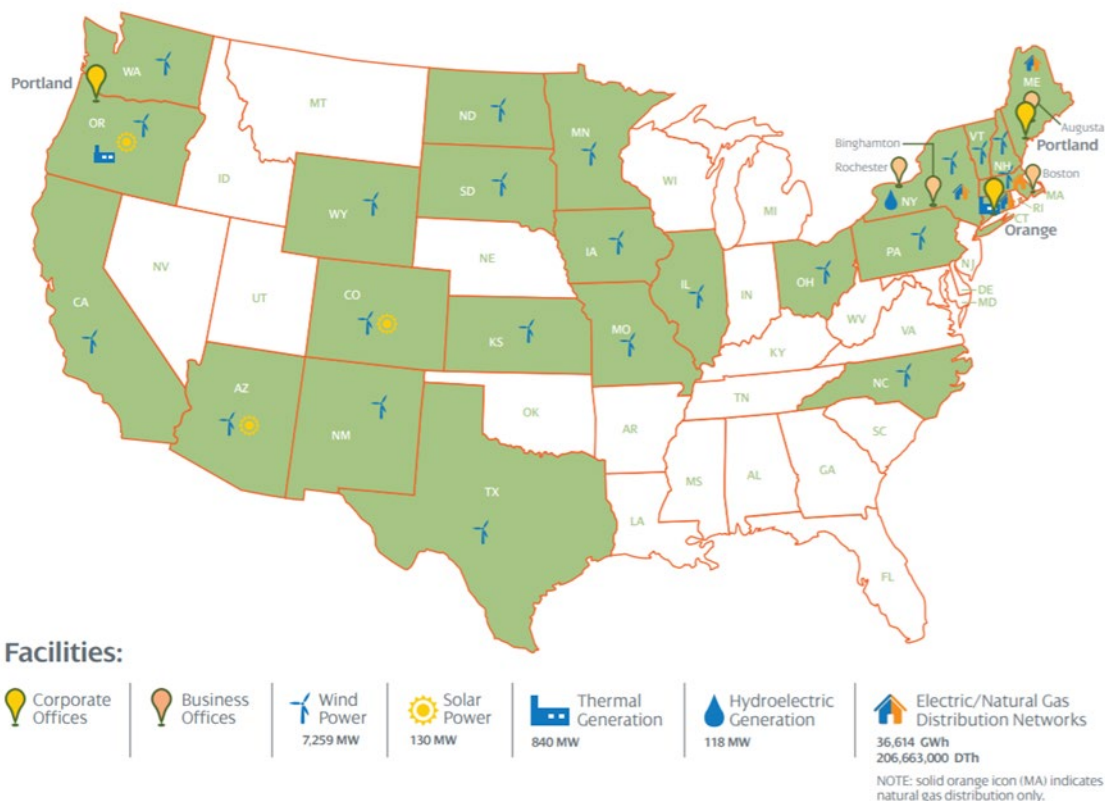 Portland
WA
MT
ND
MN
ME
OR
ID
SD
WI
MI
Binghamton
Rochester
VT
NH
Augusta
Portland
Boston
MA
RI
CT
Orange
NY
WY
NV
UT
NE
IA
PA
NJ
CA
CO
KS
MO
IL
IN
OH
WV
VA
DE
MD
KY
AZ
NM
OK
AR
TN
NC
SC
TX
LA
MS
AL
GA
FL
Facilities:
Corporate
Offices
Business
Offices
Wind
Power
7,259 MW
Solar
Power
130 MW
Thermal
Generation
840 MW
Hydroelectric
Generation
118 MW
Electric/Natural Gas
Distribution Networks
36,614 GWh
206,663,000 DTh
NOTE: solid orange icon (MA) indicates
natural gas distribution only.